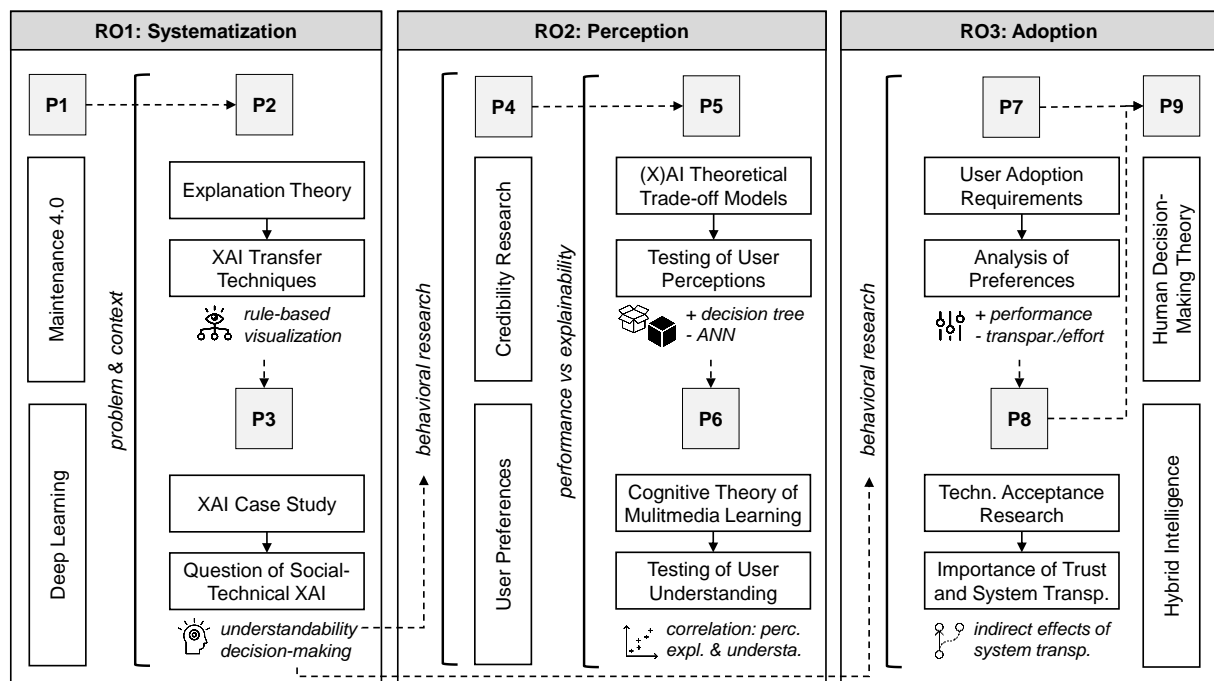 RO1: Systematization
P1
P2
Maintenance 4.0
Deep Learning
problem & context
Explanation Theory
XAI Transfer
Techniques
rule-based
visualization
P3
XAI Case Study
Question of Social-
Technical XAI
understandability
decision-making
RO2: Perception
behavioral research
P4
P5
Credibility Research
User Preferences
performance vs explainability
(X)AI Theoretical
Trade-off Models
Testing of User
Perceptions
+ decision tree
- ANN
P6
Cognitive Theory of
Mulitmedia Learning
Testing of User
Understanding
correlation: perc.
expl. & understa.
RO3: Adoption
behavioral research
P7
P9
User Adoption
Requirements
Analysis of
Preferences
+ performance
- transpar./effort
P8
Techn. Acceptance
Research
Importance of Trust
and System Transp.
indirect effects of
system transp.
Human Decision-
Making Theory
Hybrid Intelligence